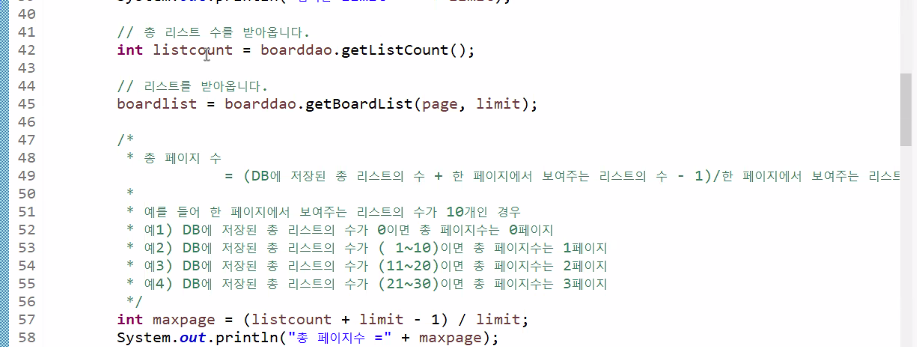 40
41 // 총 리스트 수를 받아옵니다.
42 int listcount = boarddao.getListCount();
43
44 // 리스트를 받아옵니다.
45 boardlist = boarddao.getBoardList(page, limit);
46
47 /*
48 * 총 페이지 수
49 = (DB에 저장된 총 리스트의 수 + 한 페이지에서 보여주는 리스트의 수 - 1)/한 페이지에서 보여주는 리스트
50 *
51 * 예를 들어 한 페이지에서 보여주는 리스트의 수가 10개인 경우
52 * 예1) DB에 저장된 총 리스트의 수가 0이면 총 페이지수는 0페이지
53 * 예2) DB에 저장된 총 리스트의 수가 ( 1~10)이면 총 페이지수는 1페이지
54 * 예3) DB에 저장된 총 리스트의 수가 (11~20)이면 총 페이지수는 2페이지
55 * 예4) DB에 저장된 총 리스트의 수가 (21~30)이면 총 페이지수는 3페이지
56 */
57 int maxpage = (listcount + limit - 1) / limit;
58 System.out.println("총 페이지수 =" + maxpage);